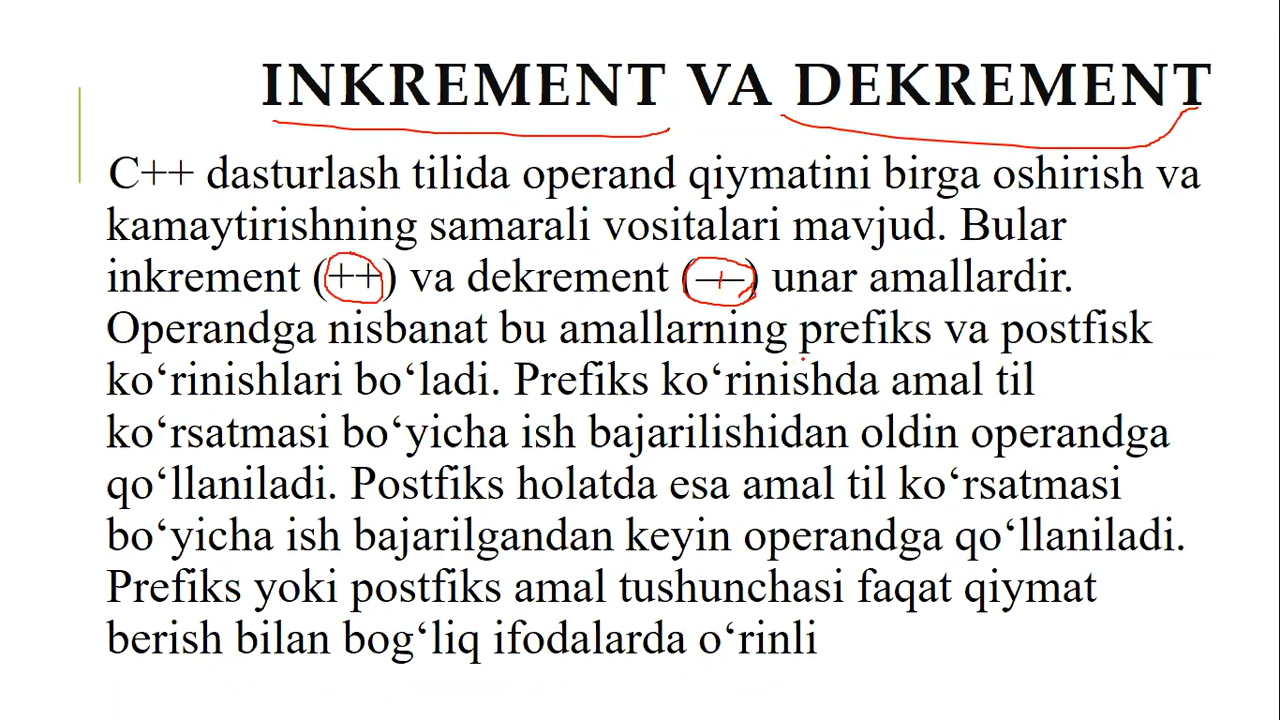 INKREMENT VA DEKREMENT
C++ dasturlash tilida operand qiymatini birga oshirish va
kamaytirishning samarali vositalari mavjud. Bular
inkrement (++) va dekrement (––) unar amallardir.
Operandga nisbanat bu amallarning prefiks va postfisk
ko‘rinishlari bo‘ladi. Prefiks ko‘rinishda amal til
ko‘rsatmasi bo‘yicha ish bajarilishidan oldin operandga
qo‘llaniladi. Postfiks holatda esa amal til ko‘rsatmasi
bo‘yicha ish bajarilgandan keyin operandga qo‘llaniladi.
Prefiks yoki postfiks amal tushunchasi faqat qiymat
berish bilan bog‘liq ifodalarda o‘rinli